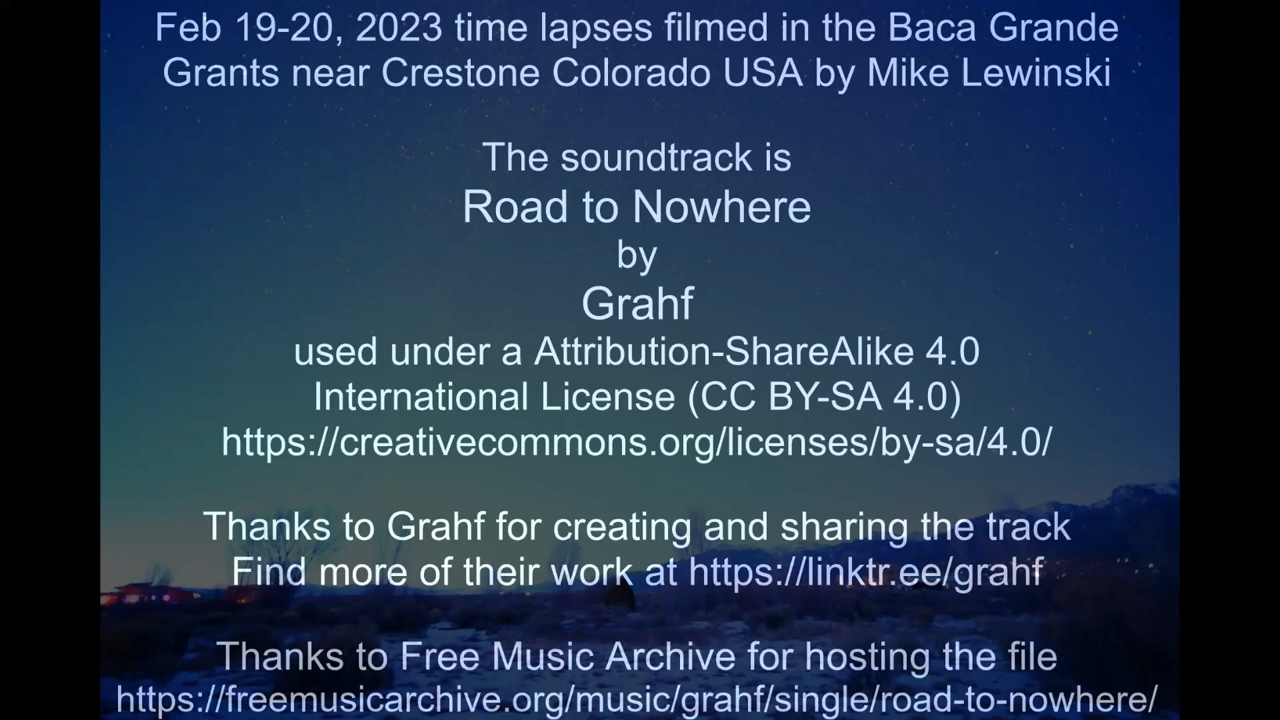 Feb 19-20, 2023 time lapses filmed in the Baca Grande
Grants near Crestone Colorado USA by Mike Lewinski
The soundtrack is
Road to Nowhere
by
Grahf
used under a Attribution-ShareAlike 4.0
International License (CC BY-SA 4.0)
https://creativecommons.org/licenses/by-sa/4.0/
Thanks to Grahf for creating and sharing the track
Find more of their work at https://linktr.ee/grahf
Thanks to Free Music Archive for hosting the file
https://freemusicarchive.org/music/grahf/single/road-to-nowhere/